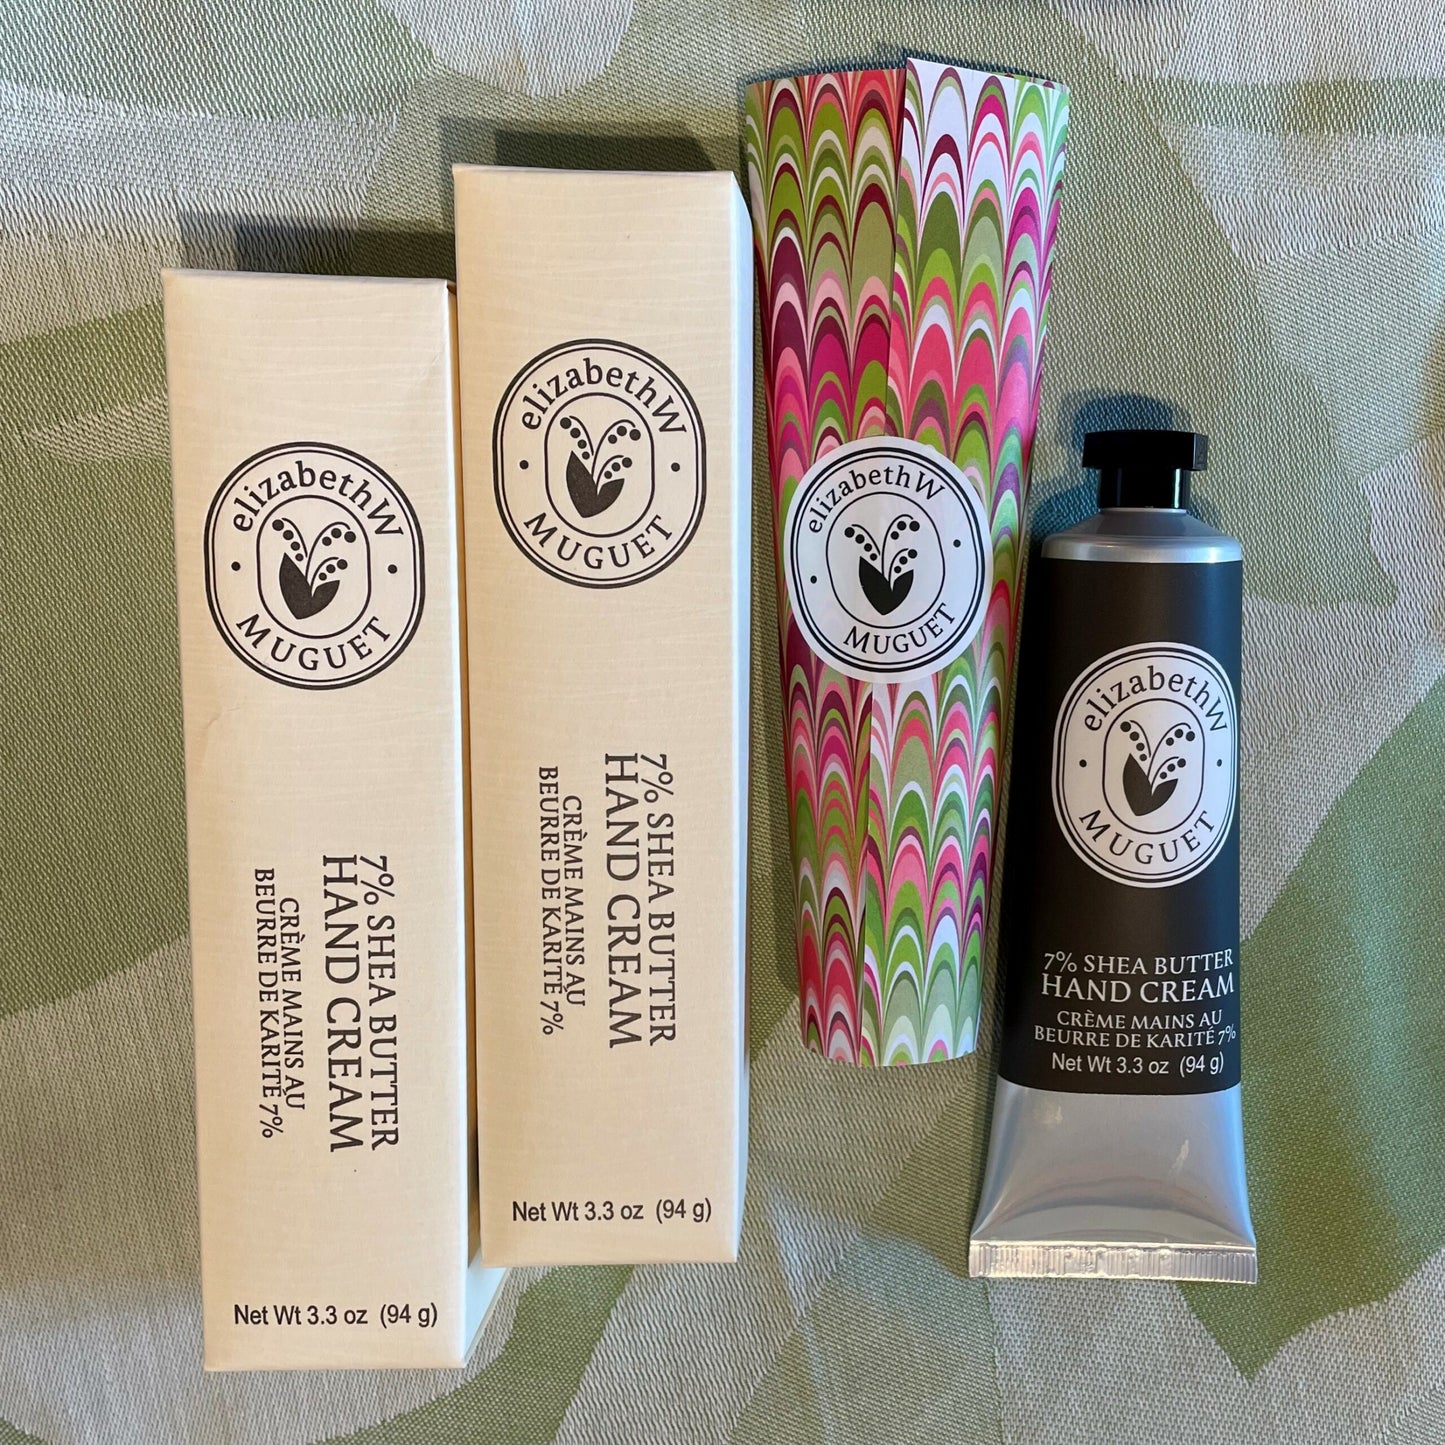 elizabethW
MUGUET
7% SHEA BUTTER
HAND CREAM
CRÈME MAINS AU
BEURRE DE KARITÉ 7%
Net Wt 3.3 oz (94 g)
elizabethW
MUGUET
7% SHEA BUTTER
HAND CREAM
CRÈME MAINS AU
BEURRE DE KARITÉ 7%
Net Wt 3.3 oz (94 g)
elizabethW
MUGUET
elizabethW
MUGUET
7% SHEA BUTTER
HAND CREAM
CRÈME MAINS AU
BEURRE DE KARITÉ 7%
Net Wt 3.3 oz (94 g)